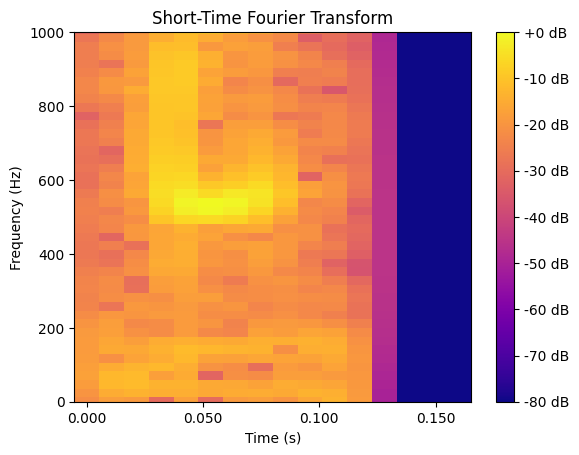 Short-Time Fourier Transform
1000
800
600
400
200
0
Frequency (Hz)
0.000
0.050
0.100
0.150
Time (s)
+0 dB
-10 dB
-20 dB
-30 dB
-40 dB
-50 dB
-60 dB
-70 dB
-80 dB